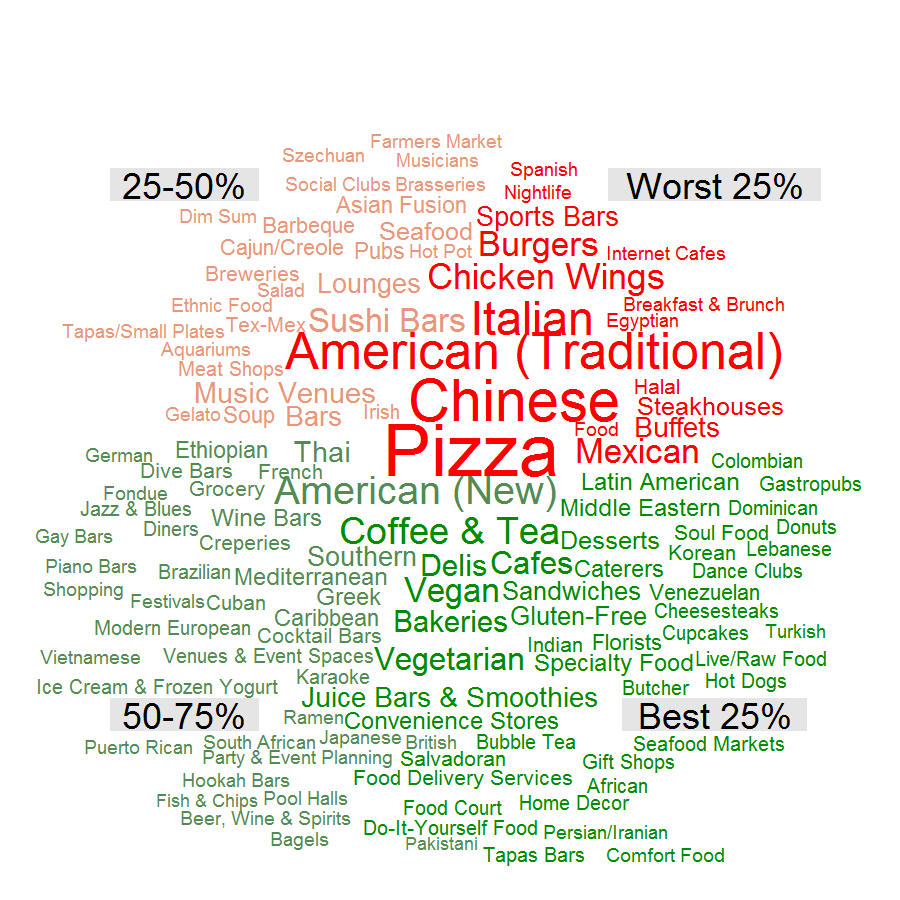 Farmers Market
Szechuan
Musicians
Spanish
25-50%
Social Clubs
Brasseries
Nightlife
Worst 25%
Dim Sum
Asian Fusion
Sports Bars
Barbeque
Seafood
Cajun/Creole
Pubs
Hot Pot
Burgers
Internet Cafes
Breweries
Salad
Lounges
Chicken Wings
Ethnic Food
Breakfast & Brunch
Tapas/Small Plates
Tex-Mex
Sushi Bars
Italian
Egyptian
Aquariums
American (Traditional)
Meat Shops
Music Venues
Chinese
Halal
Gelato
Soup
Bars
Irish
Steakhouses
Food
Buffets
German
Ethiopian
Thai
Pizza
Mexican
Colombian
Dive Bars
French
Fondue
Grocery
American (New)
Latin American
Gastropubs
Jazz & Blues
Wine Bars
Middle Eastern
Dominican
Gay Bars
Diners
Creperies
Coffee & Tea
Desserts
Soul Food
Donuts
Piano Bars
Brazilian
Southern
Delis
Cafes
Caterers
Korean
Lebanese
Dance Clubs
Shopping
Mediterranean
Festivals
Cuban
Greek
Vegan
Sandwiches
Venezuelan
Modern European
Caribbean
Cocktail Bars
Bakeries
Gluten-Free
Cheesesteaks
Cupcakes
Turkish
Vietnamese
Venues & Event Spaces
Vegetarian
Indian
Florists
Specialty Food
Live/Raw Food
Ice Cream & Frozen Yogurt
Karaoke
Juice Bars & Smoothies
Butcher
Hot Dogs
50-75%
Ramen
Convenience Stores
Best 25%
Puerto Rican
South African
Japanese
British
Bubble Tea
Seafood Markets
Party & Event Planning
Salvadoran
Gift Shops
Hookah Bars
Food Delivery Services
African
Fish & Chips
Pool Halls
Food Court
Home Decor
Beer, Wine & Spirits
Do-It-Yourself Food
Persian/Iranian
Bagels
Pakistani
Tapas Bars
Comfort Food